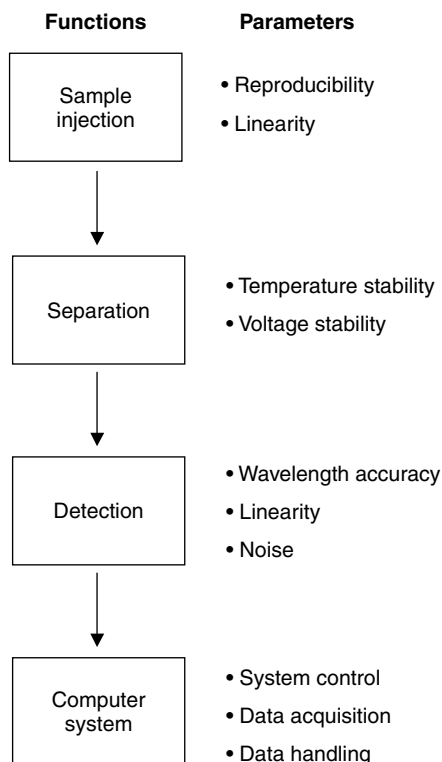 Functions Parameters
Sample
injection
• Reproducibility
• Linearity
Separation
• Temperature stability
• Voltage stability
Detection
• Wavelength accuracy
• Linearity
• Noise
Computer
system
• System control
• Data acquisition
• Data handling